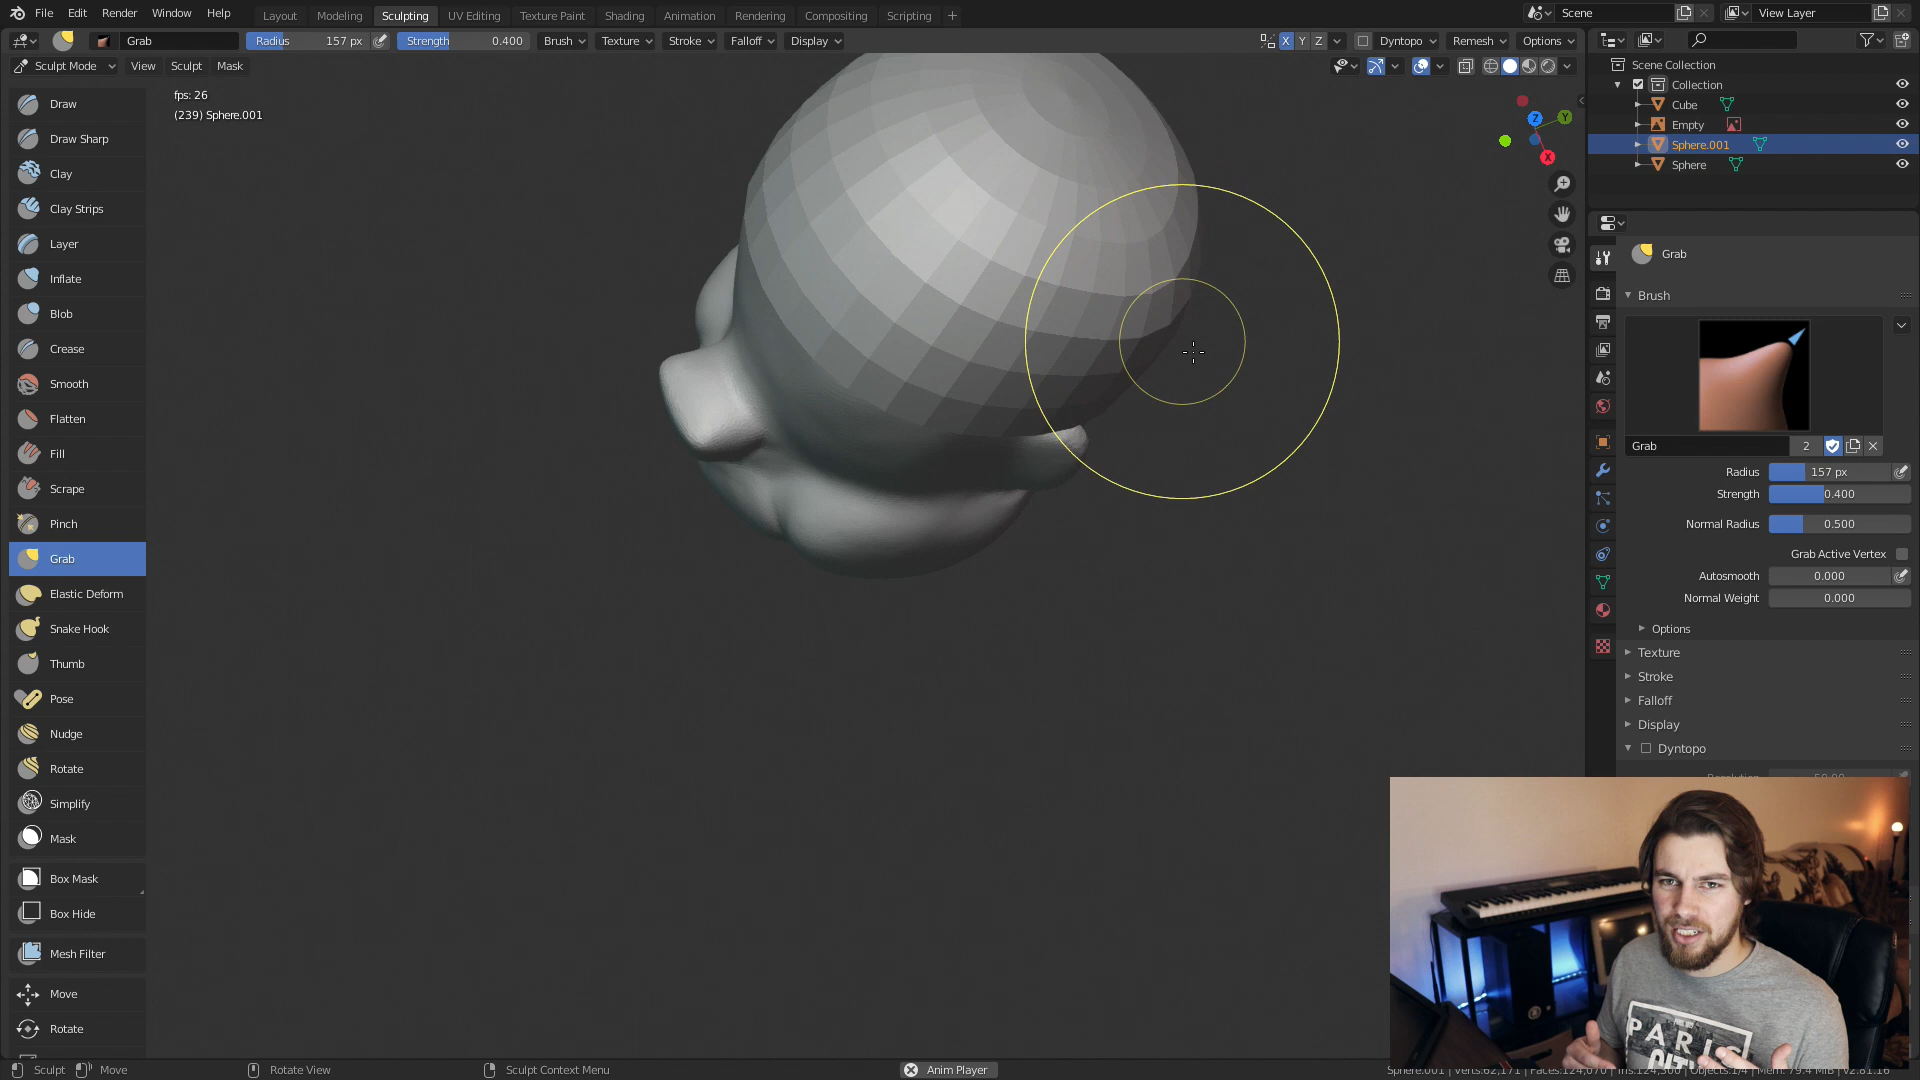 File Edit Render Window Help Layout Modeling Sculpting UV Editing Texture Paint Shading Animation Rendering Compositing Scripting + Scene View Layer
Grab Radius 157 px Strength 0.400 Brush Texture Stroke Falloff Display X Y Z Dyntopo Remesh Options
Sculpt Mode View Sculpt Mask
Draw
Draw Sharp
Clay
Clay Strips
Layer
Inflate
Blob
Crease
Smooth
Flatten
Fill
Scrape
Pinch
Grab
Elastic Deform
Snake Hook
Thumb
Pose
Nudge
Rotate
Simplify
Mask
Box Mask
Box Hide
Mesh Filter
Move
Rotate
fps: 26
(239) Sphere.001
Z Y
X
Scene Collection
Collection
Cube
Empty
Sphere.001
Sphere
Grab
Brush
Grab 2
Radius 157 px
Strength 0.400
Normal Radius 0.500
Grab Active Vertex
Autosmooth 0.000
Normal Weight 0.000
Options
Texture
Stroke
Falloff
Display
Dyntopo
PARIS
Sculpt Move Rotate View Sculpt Context Menu Anim Player